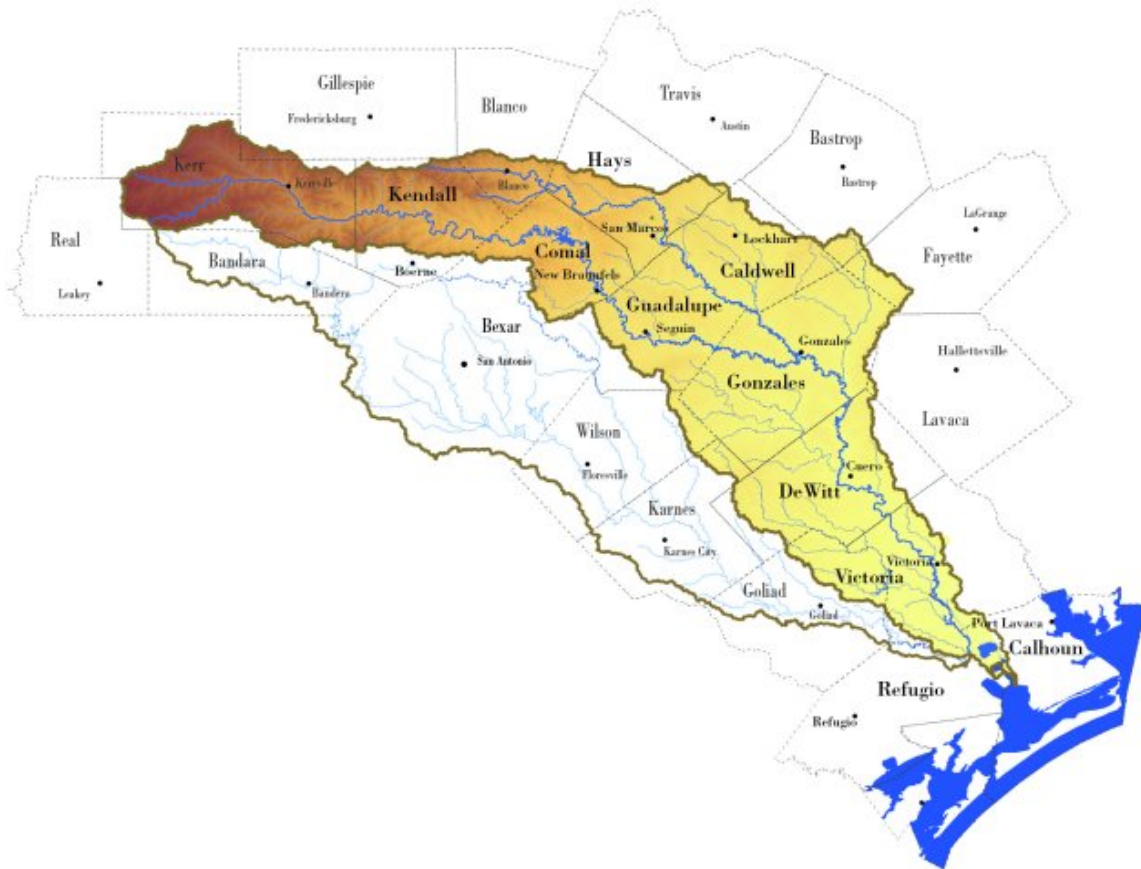 Gillespie
Fredericksburg
Blanco
Travis
Austin
Bastrop
Bastrop
Hays
Kerr
Kerrville
Kendall
Blanco
LaGrange
Fayette
Real
Leakey
Bandara
Bandera
Boerne
Comal
New Braunfels
San Marcos
Lockhart
Caldwell
Guadalupe
Seguin
Bexar
San Antonio
Gonzales
Gonzales
Hallettsville
Lavaca
Wilson
Floresville
Cuero
DeWitt
Karnes
Karnes City
Goliad
Goliad
Victoria
Victoria
Port Lavaca
Calhoun
Refugio
Refugio